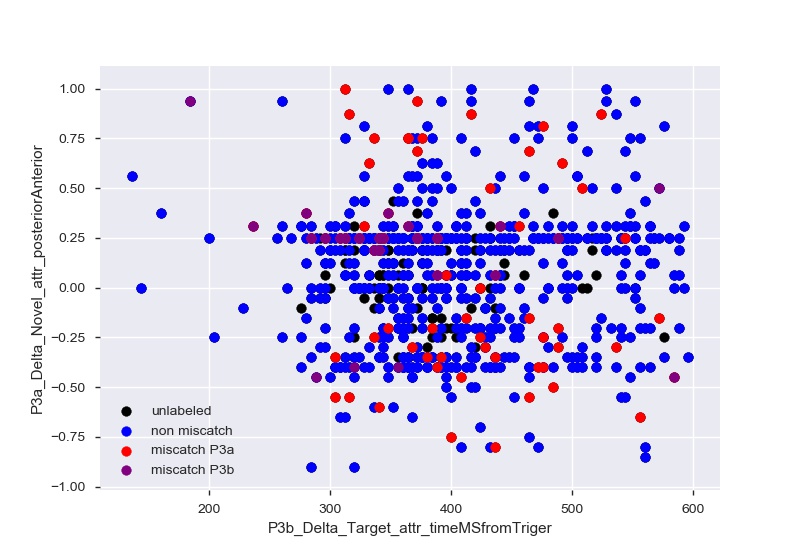 1.00
0.75
0.50
0.25
0.00
−0.25
−0.50
−0.75
−1.00
P3a_Delta_Novel_attr_posteriorAnterior
unlabeled
non miscatch
miscatch P3a
miscatch P3b
200 300 400 500 600
P3b_Delta_Target_attr_timeMSfromTriger